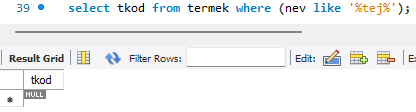 39 select tkod from termek where (nev like '%tej%');
Result Grid Filter Rows: Edit: Ex
tkod
* NULL